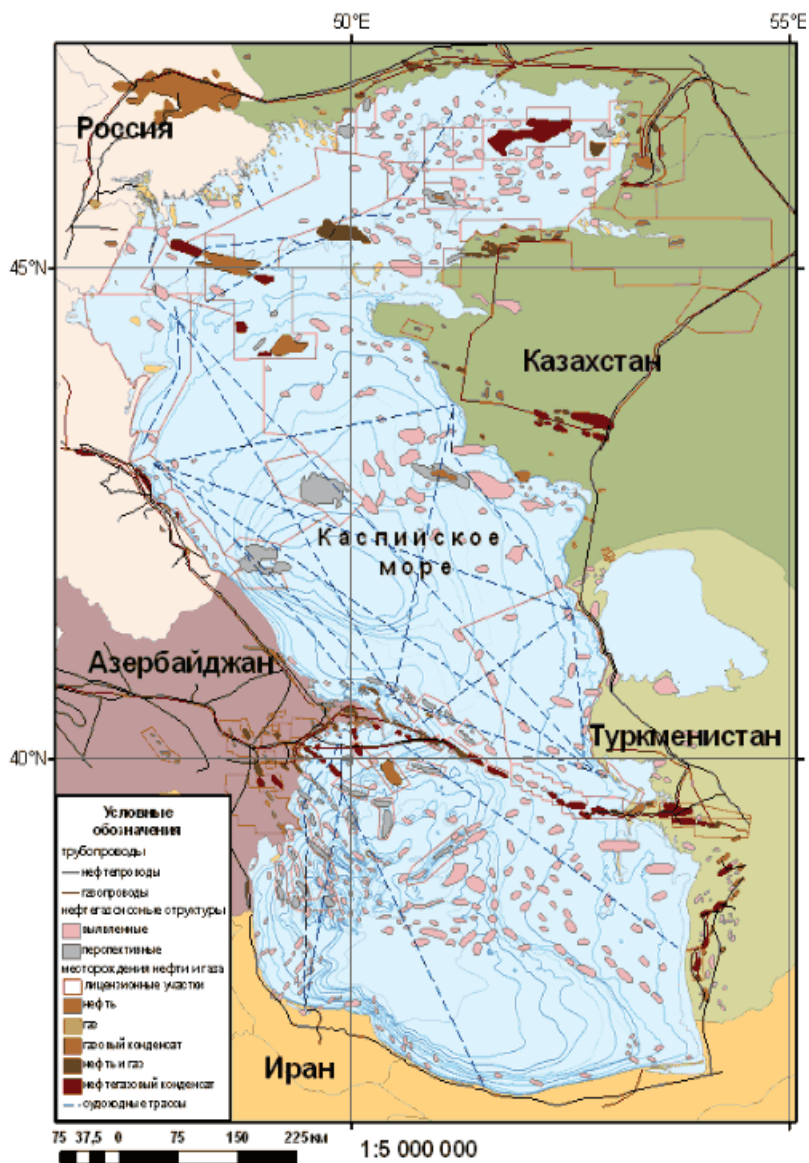 50°E
55°E
Россия
45°N
Казахстан
Каспийское
море
Азербайджан
Туркменистан
40°N
Условные
обозначения
трубопроводы
нефтепроводы
газопроводы
нефтегазоносные структуры
выявленные
перспективные
месторождения нефти и газа
лицензионные участки
нефть
газ
газовый конденсат
нефть и газ
нефтегазовый конденсат
судоходные трассы
Иран
75 37,5 0 75 150 225 км
1:5 000 000